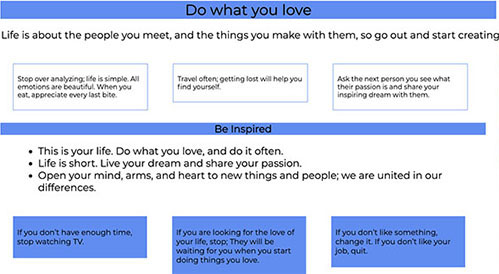 Do what you love
Life is about the people you meet, and the things you make with them, so go out and start creating
Stop over analyzing; life is simple. All
emotions are beautiful. When you
eat, appreciate every last bite.
Travel often; getting lost will help you
find yourself.
Ask the next person you see what
their passion is and share your
inspiring dream with them.
Be Inspired
• This is your life. Do what you love, and do it often.
• Life is short. Live your dream and share your passion.
• Open your mind, arms, and heart to new things and people; we are united in our
differences.
If you don't have enough time,
stop watching TV.
If you are looking for the love of
your life, stop; They will be
waiting for you when you start
doing things you love.
If you don't like something,
change it. If you don't like your
job, quit.